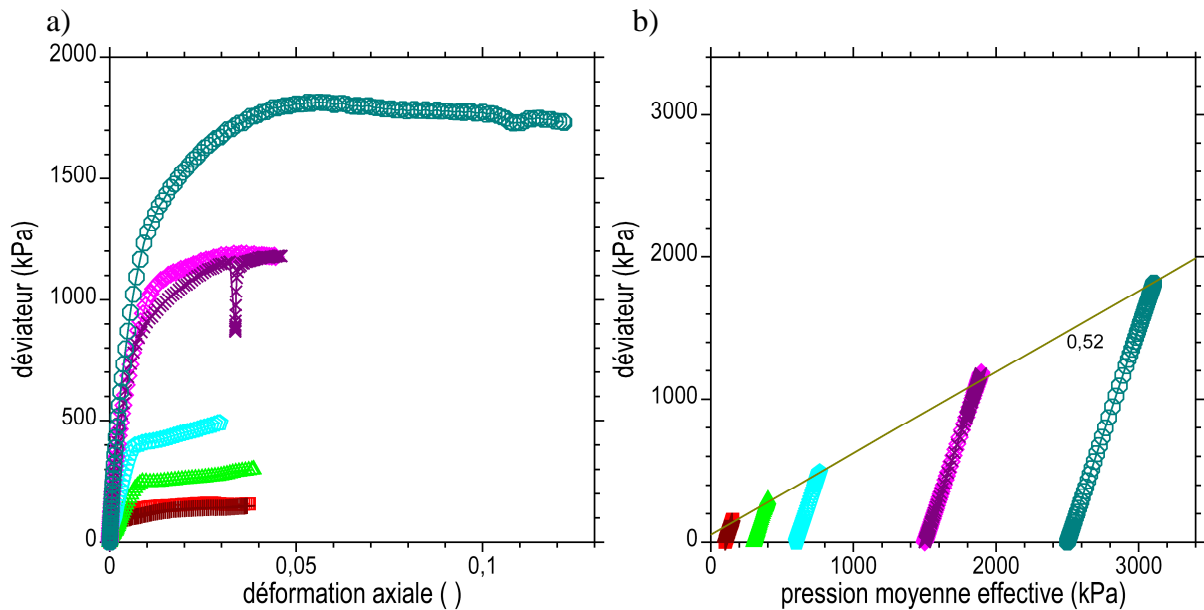 a)
b)
2000
1500
1000
500
0
déviateur (kPa)
0
0,05
0,1
déformation axiale ( )
3000
2000
1000
0
déviateur (kPa)
0,52
0
1000
2000
3000
pression moyenne effective (kPa)